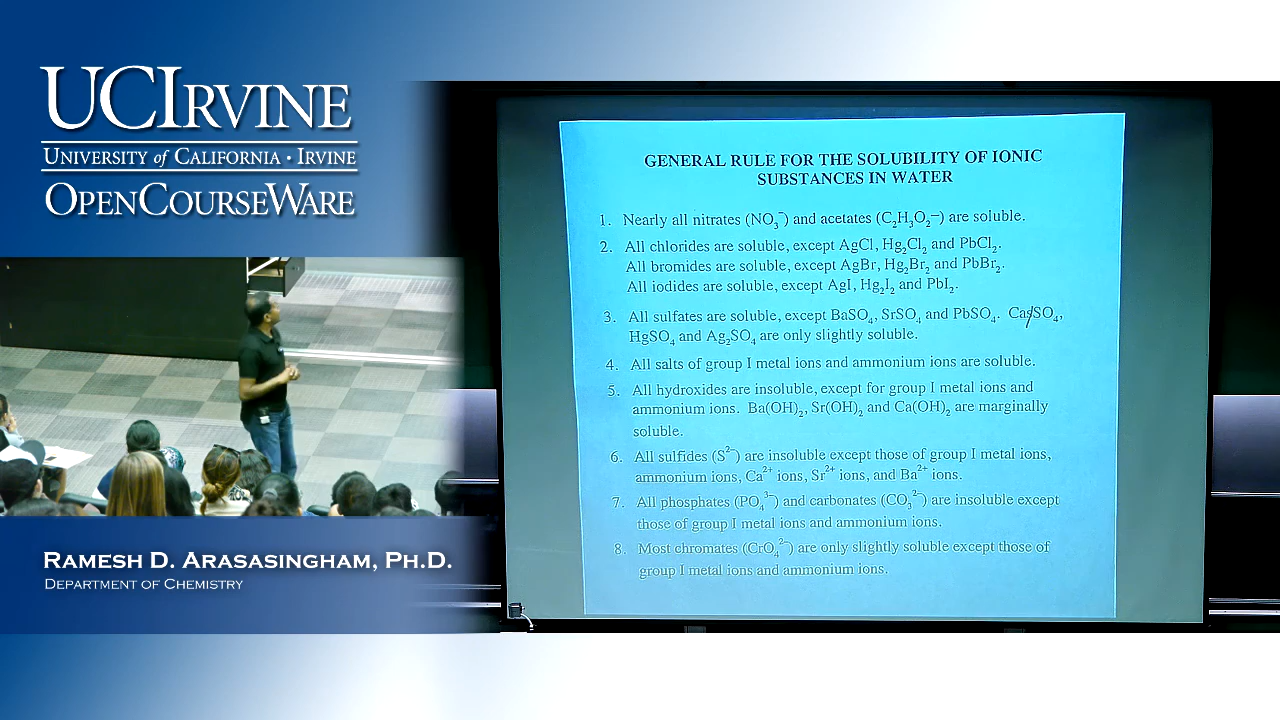 UCIRVINE
UNIVERSITY of CALIFORNIA · IRVINE
OPENCOURSEWARE
RAMESH D. ARASASINGHAM, PH.D.
DEPARTMENT OF CHEMISTRY
GENERAL RULE FOR THE SOLUBILITY OF IONIC
SUBSTANCES IN WATER
1. Nearly all nitrates (NO₃⁻) and acetates (C₂H₃O₂⁻) are soluble.
2. All chlorides are soluble, except AgCl, Hg₂Cl₂ and PbCl₂.
All bromides are soluble, except AgBr, Hg₂Br₂ and PbBr₂.
All iodides are soluble, except AgI, Hg₂I₂ and PbI₂.
3. All sulfates are soluble, except BaSO₄, SrSO₄ and PbSO₄. CaSO₄,
HgSO₄ and Ag₂SO₄ are only slightly soluble.
4. All salts of group I metal ions and ammonium ions are soluble.
5. All hydroxides are insoluble, except for group I metal ions and
ammonium ions. Ba(OH)₂, Sr(OH)₂ and Ca(OH)₂ are marginally
soluble.
6. All sulfides (S²⁻) are insoluble except those of group I metal ions,
ammonium ions, Ca²⁺ ions, Sr²⁺ ions, and Ba²⁺ ions.
7. All phosphates (PO₄³⁻) and carbonates (CO₃²⁻) are insoluble except
those of group I metal ions and ammonium ions.
8. Most chromates (CrO₄²⁻) are only slightly soluble except those of
group I metal ions and ammonium ions.